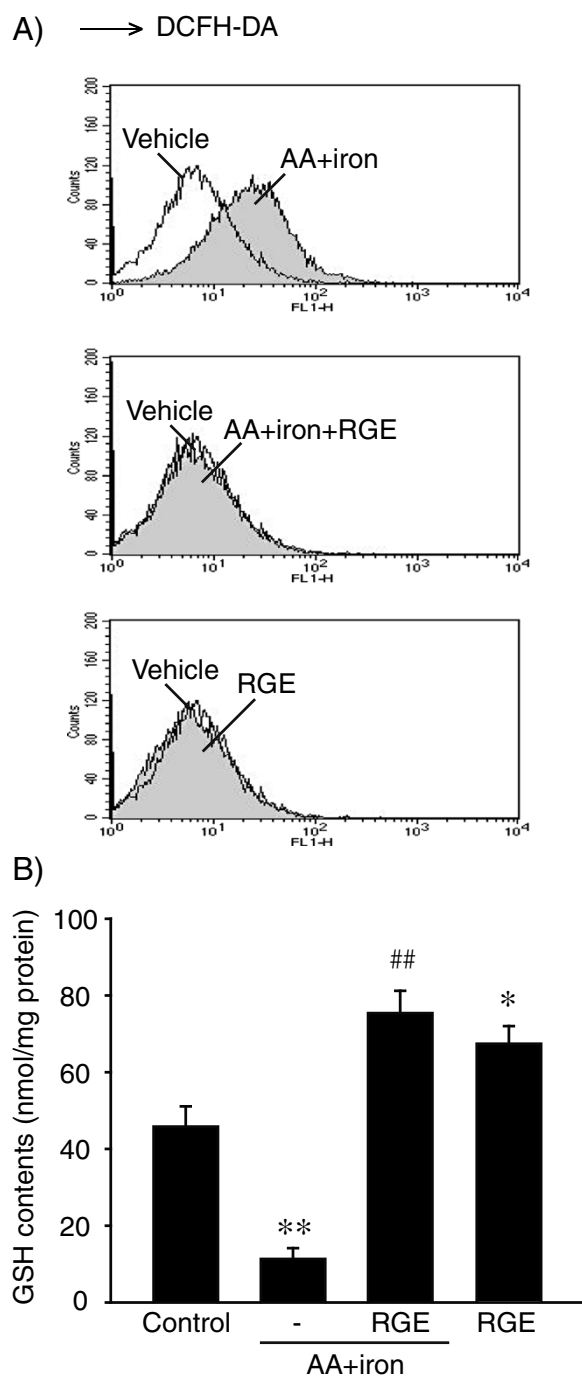 A) → DCFH-DA
200
160
120
80
40
0
Counts
Vehicle
AA+iron
10⁰ 10¹ 10² 10³ 10⁴
FL1-H
200
160
120
80
40
0
Counts
Vehicle
AA+iron+RGE
10⁰ 10¹ 10² 10³ 10⁴
FL1-H
200
160
120
80
40
0
Counts
Vehicle
RGE
10⁰ 10¹ 10² 10³ 10⁴
FL1-H
B)
GSH contents (nmol/mg protein)
100
80
60
40
20
0
**
##
*
Control - RGE RGE
AA+iron